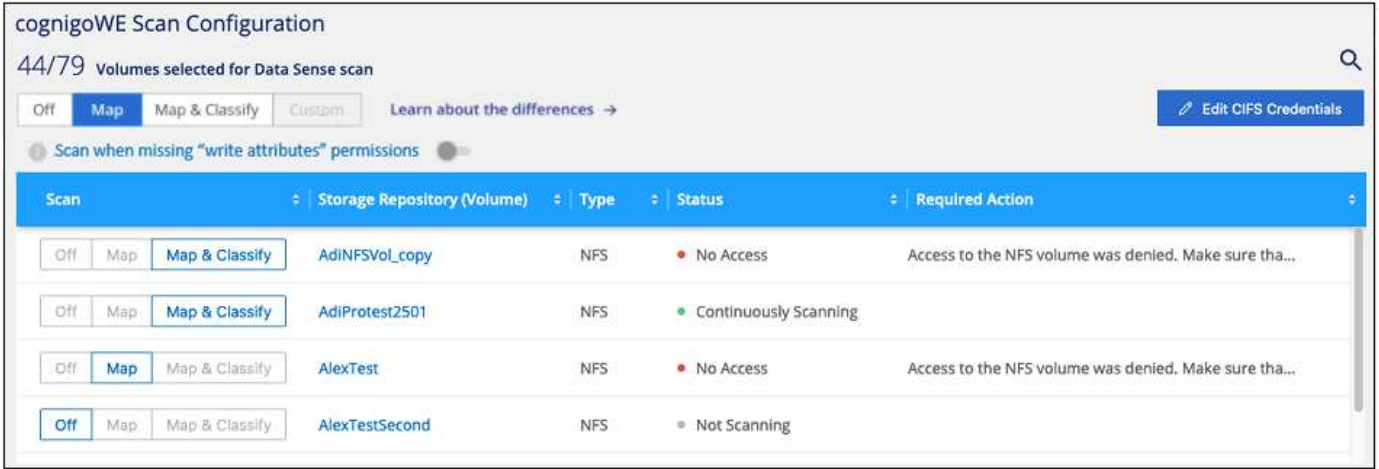 cognigoWE Scan Configuration
44/79 Volumes selected for Data Sense scan
Off Map Map & Classify Custom Learn about the differences → Edit CIFS Credentials
Scan when missing "write attributes" permissions
Scan Storage Repository (Volume) Type Status Required Action
Off Map Map & Classify AdiNFSVol_copy NFS No Access Access to the NFS volume was denied. Make sure tha...
Off Map Map & Classify AdiProtest2501 NFS Continuously Scanning
Off Map Map & Classify AlexTest NFS No Access Access to the NFS volume was denied. Make sure tha...
Off Map Map & Classify AlexTestSecond NFS Not Scanning